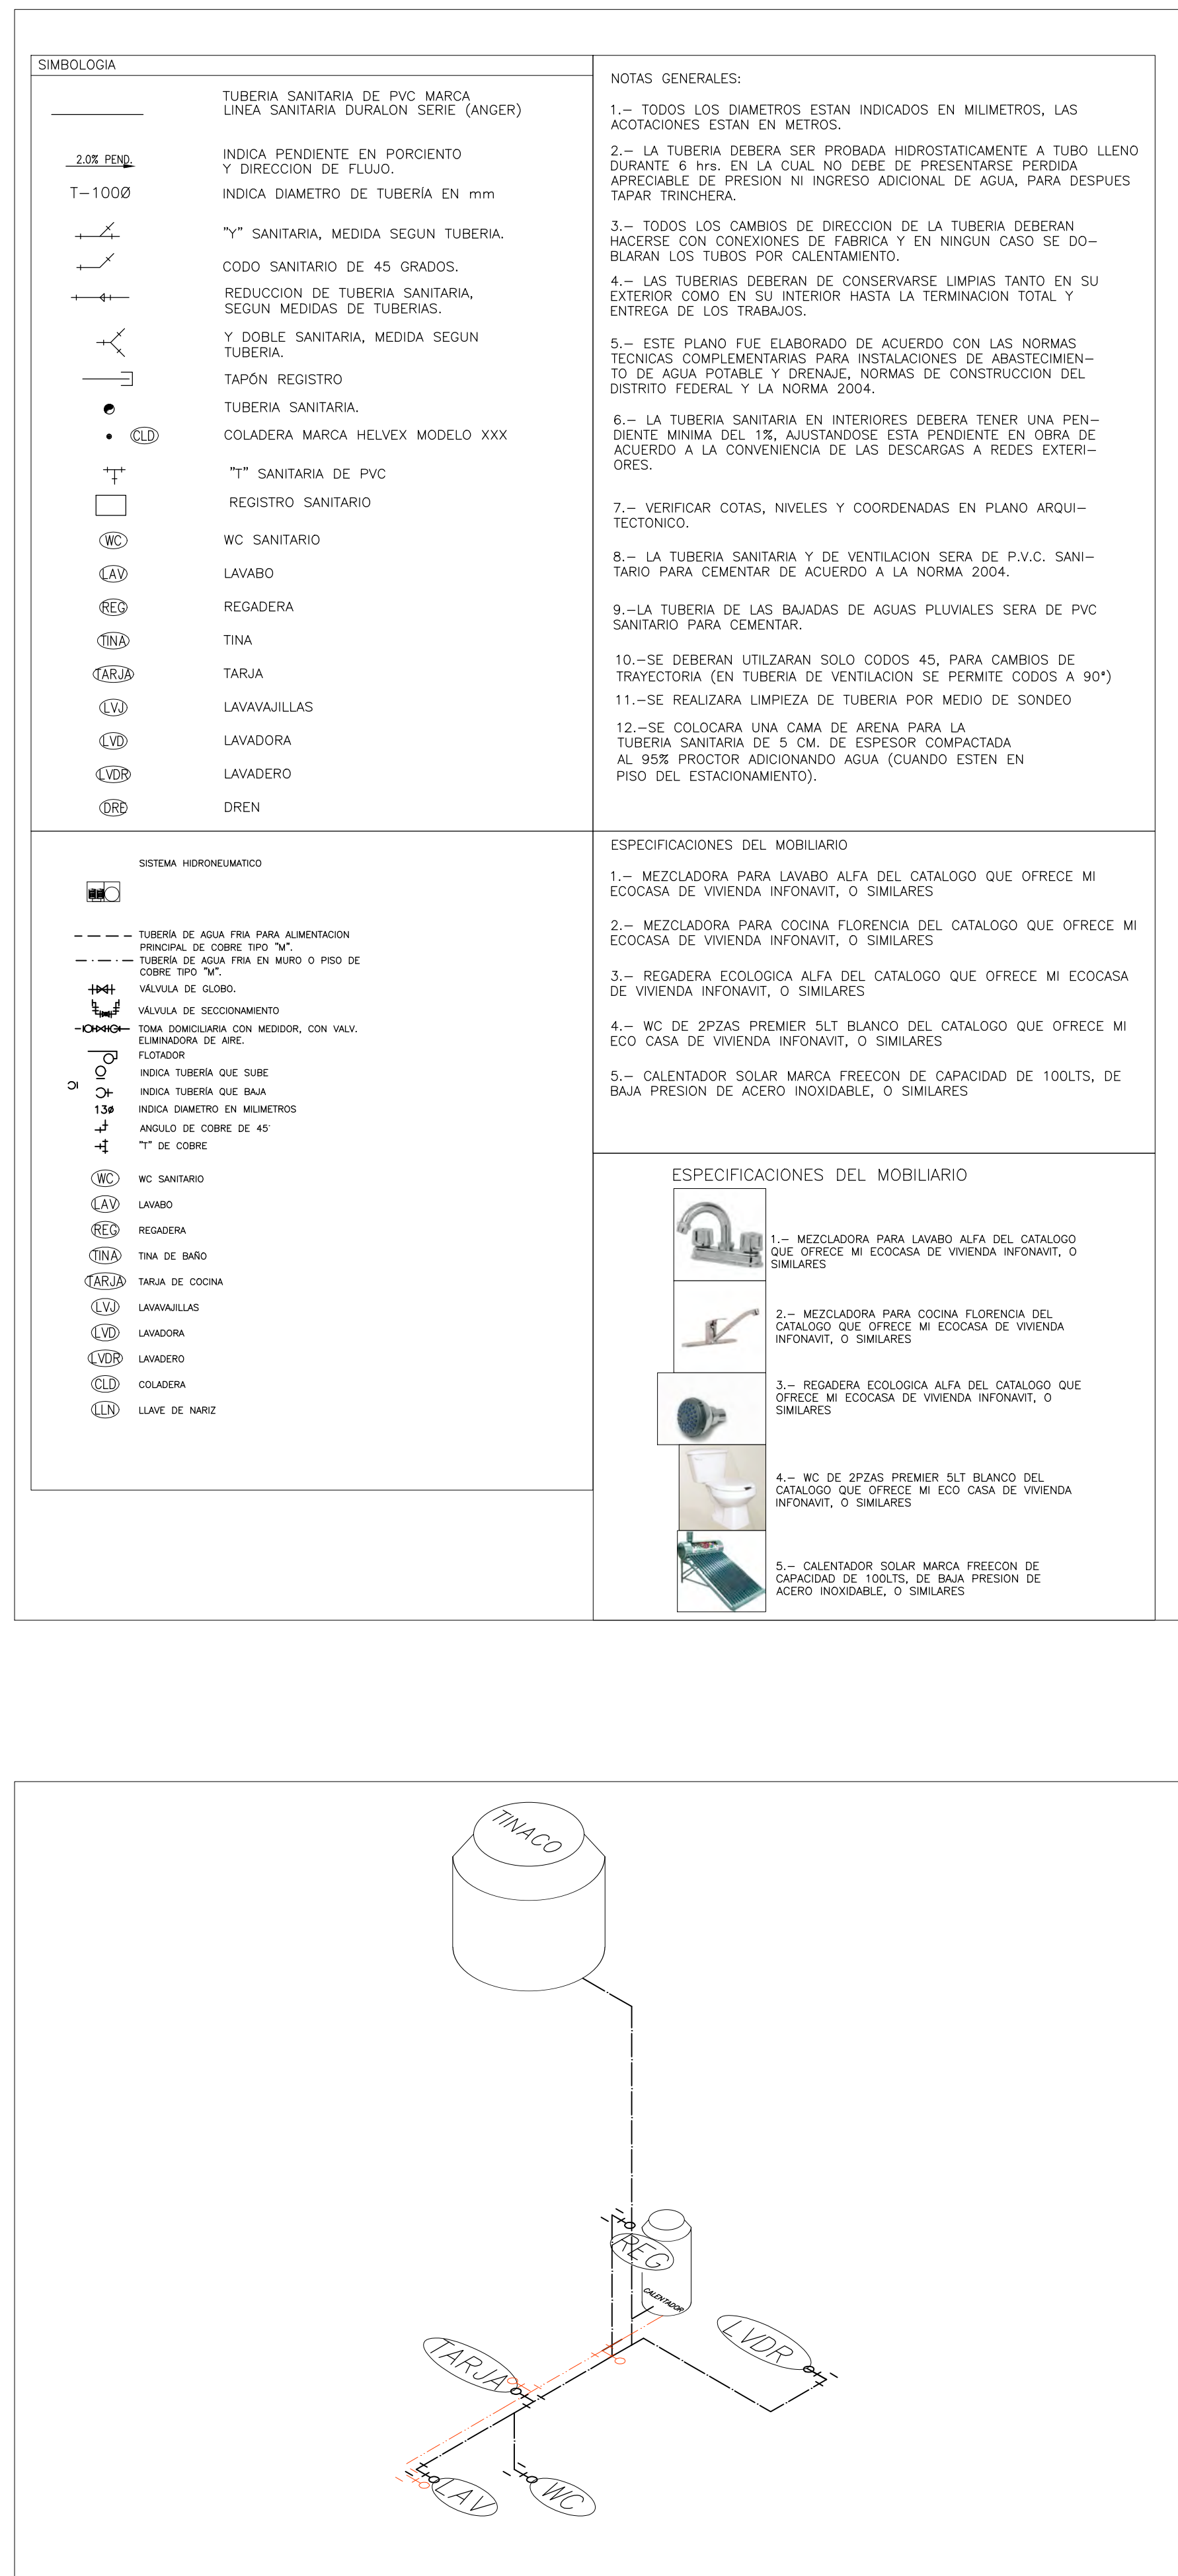 SIMBOLOGIA
TUBERIA SANITARIA DE PVC MARCA
LINEA SANITARIA DURALON SERIE (ANGER)
2.0% PEND.
INDICA PENDIENTE EN PORCIENTO
Y DIRECCION DE FLUJO.
T-100Ø
INDICA DIAMETRO DE TUBERÍA EN mm
"Y" SANITARIA, MEDIDA SEGUN TUBERIA.
CODO SANITARIO DE 45 GRADOS.
REDUCCION DE TUBERIA SANITARIA,
SEGUN MEDIDAS DE TUBERIAS.
Y DOBLE SANITARIA, MEDIDA SEGUN
TUBERIA.
TAPÓN REGISTRO
TUBERIA SANITARIA.
CLD
COLADERA MARCA HELVEX MODELO XXX
"T" SANITARIA DE PVC
REGISTRO SANITARIO
WC
WC SANITARIO
LAV
LAVABO
REG
REGADERA
TINA
TINA
TARJA
TARJA
LVJ
LAVAVAJILLAS
LVD
LAVADORA
LVDR
LAVADERO
DRE
DREN
NOTAS GENERALES:
1.- TODOS LOS DIAMETROS ESTAN INDICADOS EN MILIMETROS, LAS
ACOTACIONES ESTAN EN METROS.
2.- LA TUBERIA DEBERA SER PROBADA HIDROSTATICAMENTE A TUBO LLENO
DURANTE 6 hrs. EN LA CUAL NO DEBE DE PRESENTARSE PERDIDA
APRECIABLE DE PRESION NI INGRESO ADICIONAL DE AGUA, PARA DESPUES
TAPAR TRINCHERA.
3.- TODOS LOS CAMBIOS DE DIRECCION DE LA TUBERIA DEBERAN
HACERSE CON CONEXIONES DE FABRICA Y EN NINGUN CASO SE DO-
BLARAN LOS TUBOS POR CALENTAMIENTO.
4.- LAS TUBERIAS DEBERAN DE CONSERVARSE LIMPIAS TANTO EN SU
EXTERIOR COMO EN SU INTERIOR HASTA LA TERMINACION TOTAL Y
ENTREGA DE LOS TRABAJOS.
5.- ESTE PLANO FUE ELABORADO DE ACUERDO CON LAS NORMAS
TECNICAS COMPLEMENTARIAS PARA INSTALACIONES DE ABASTECIMIEN-
TO DE AGUA POTABLE Y DRENAJE, NORMAS DE CONSTRUCCION DEL
DISTRITO FEDERAL Y LA NORMA 2004.
6.- LA TUBERIA SANITARIA EN INTERIORES DEBERA TENER UNA PEN-
DIENTE MINIMA DEL 1%, AJUSTANDOSE ESTA PENDIENTE EN OBRA DE
ACUERDO A LA CONVENIENCIA DE LAS DESCARGAS A REDES EXTERI-
ORES.
7.- VERIFICAR COTAS, NIVELES Y COORDENADAS EN PLANO ARQUI-
TECTONICO.
8.- LA TUBERIA SANITARIA Y DE VENTILACION SERA DE P.V.C. SANI-
TARIO PARA CEMENTAR DE ACUERDO A LA NORMA 2004.
9.-LA TUBERIA DE LAS BAJADAS DE AGUAS PLUVIALES SERA DE PVC
SANITARIO PARA CEMENTAR.
10.-SE DEBERAN UTILZARAN SOLO CODOS 45, PARA CAMBIOS DE
TRAYECTORIA (EN TUBERIA DE VENTILACION SE PERMITE CODOS A 90°)
11.-SE REALIZARA LIMPIEZA DE TUBERIA POR MEDIO DE SONDEO
12.-SE COLOCARA UNA CAMA DE ARENA PARA LA
TUBERIA SANITARIA DE 5 CM. DE ESPESOR COMPACTADA
AL 95% PROCTOR ADICIONANDO AGUA (CUANDO ESTEN EN
PISO DEL ESTACIONAMIENTO).
SISTEMA HIDRONEUMATICO
TUBERÍA DE AGUA FRIA PARA ALIMENTACION
PRINCIPAL DE COBRE TIPO "M".
TUBERÍA DE AGUA FRIA EN MURO O PISO DE
COBRE TIPO "M".
VÁLVULA DE GLOBO.
VÁLVULA DE SECCIONAMIENTO
TOMA DOMICILIARIA CON MEDIDOR, CON VALV.
ELIMINADORA DE AIRE.
FLOTADOR
INDICA TUBERÍA QUE SUBE
INDICA TUBERÍA QUE BAJA
13ø
INDICA DIAMETRO EN MILIMETROS
ANGULO DE COBRE DE 45'
"T" DE COBRE
WC
WC SANITARIO
LAV
LAVABO
REG
REGADERA
TINA
TINA DE BAÑO
TARJA
TARJA DE COCINA
LVJ
LAVAVAJILLAS
LVD
LAVADORA
LVDR
LAVADERO
CLD
COLADERA
LLN
LLAVE DE NARIZ
ESPECIFICACIONES DEL MOBILIARIO
1.- MEZCLADORA PARA LAVABO ALFA DEL CATALOGO QUE OFRECE MI
ECOCASA DE VIVIENDA INFONAVIT, O SIMILARES
2.- MEZCLADORA PARA COCINA FLORENCIA DEL CATALOGO QUE OFRECE MI
ECOCASA DE VIVIENDA INFONAVIT, O SIMILARES
3.- REGADERA ECOLOGICA ALFA DEL CATALOGO QUE OFRECE MI ECOCASA
DE VIVIENDA INFONAVIT, O SIMILARES
4.- WC DE 2PZAS PREMIER 5LT BLANCO DEL CATALOGO QUE OFRECE MI
ECO CASA DE VIVIENDA INFONAVIT, O SIMILARES
5.- CALENTADOR SOLAR MARCA FREECON DE CAPACIDAD DE 100LTS, DE
BAJA PRESION DE ACERO INOXIDABLE, O SIMILARES
ESPECIFICACIONES DEL MOBILIARIO
1.- MEZCLADORA PARA LAVABO ALFA DEL CATALOGO
QUE OFRECE MI ECOCASA DE VIVIENDA INFONAVIT, O
SIMILARES
2.- MEZCLADORA PARA COCINA FLORENCIA DEL
CATALOGO QUE OFRECE MI ECOCASA DE VIVIENDA
INFONAVIT, O SIMILARES
3.- REGADERA ECOLOGICA ALFA DEL CATALOGO QUE
OFRECE MI ECOCASA DE VIVIENDA INFONAVIT, O
SIMILARES
4.- WC DE 2PZAS PREMIER 5LT BLANCO DEL
CATALOGO QUE OFRECE MI ECO CASA DE VIVIENDA
INFONAVIT, O SIMILARES
5.- CALENTADOR SOLAR MARCA FREECON DE
CAPACIDAD DE 100LTS, DE BAJA PRESION DE
ACERO INOXIDABLE, O SIMILARES
TINACO
REG
CALENTADOR
LVDR
TARJA
LAV
WC